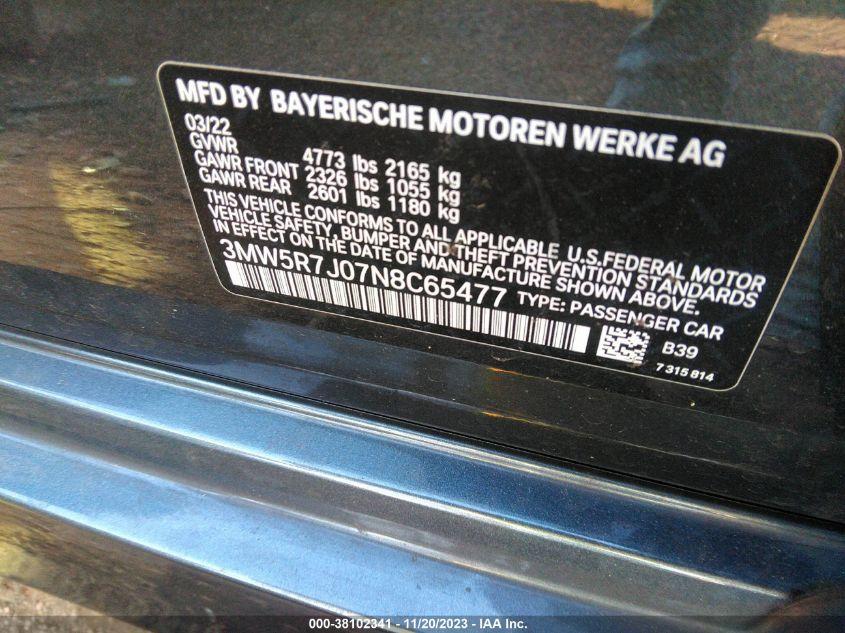 MFD BY BAYERISCHE MOTOREN WERKE AG
03/22
GVWR 4773 lbs 2165 kg
GAWR FRONT 2326 lbs 1055 kg
GAWR REAR 2601 lbs 1180 kg
THIS VEHICLE CONFORMS TO ALL APPLICABLE U.S.FEDERAL MOTOR
VEHICLE SAFETY, BUMPER AND THEFT PREVENTION STANDARDS
IN EFFECT ON THE DATE OF MANUFACTURE SHOWN ABOVE.
3MW5R7J07N8C65477 TYPE: PASSENGER CAR
B39
7 315 814
000-38102341 - 11/20/2023 - IAA Inc.